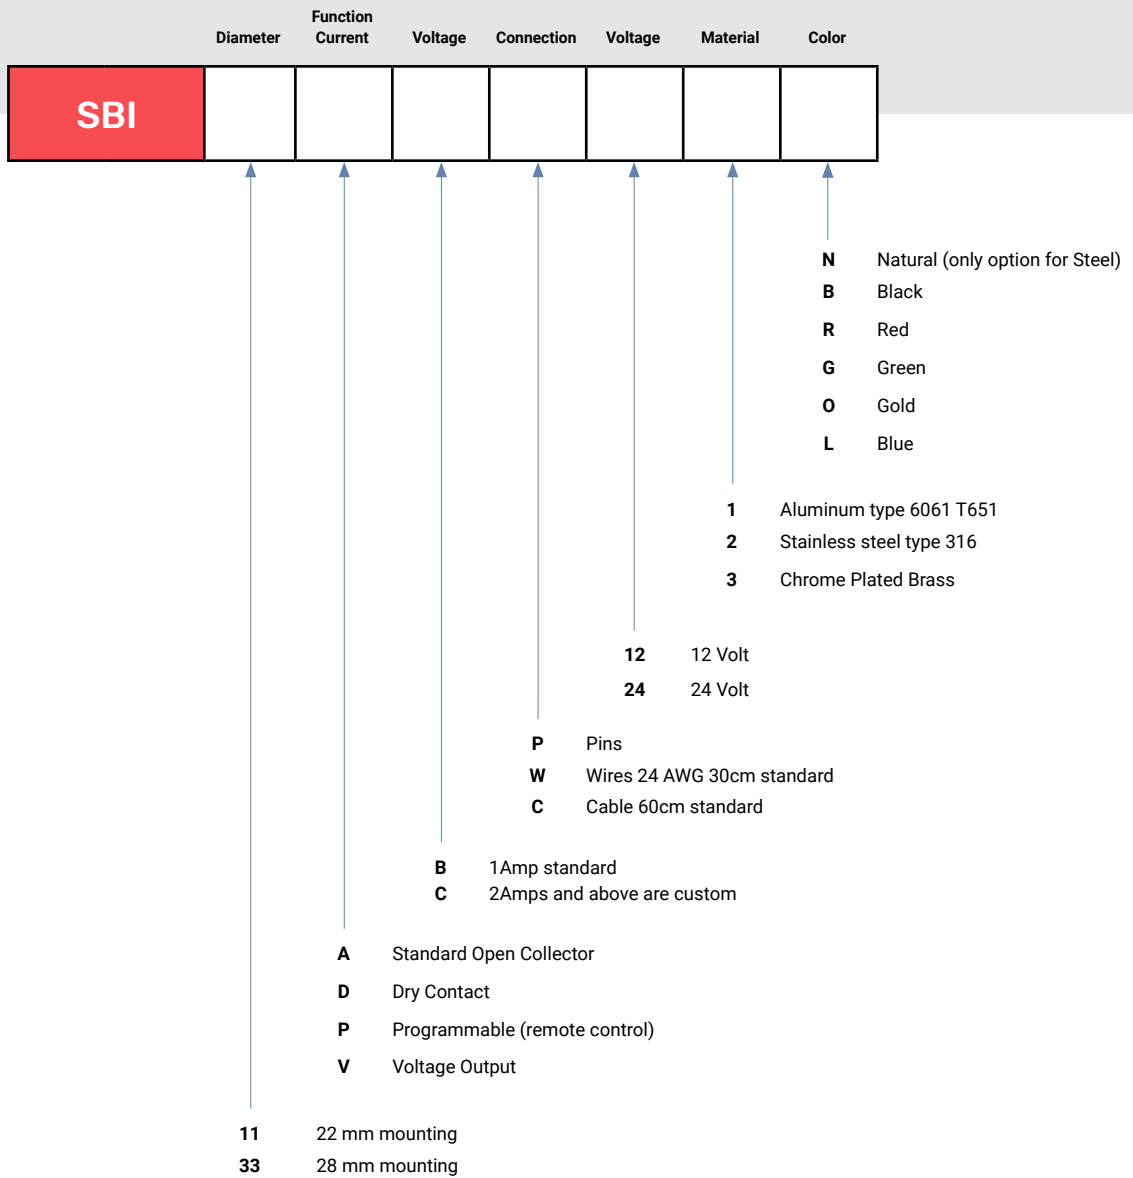 Diameter Function Current Voltage Connection Voltage Material Color
SBI
N Natural (only option for Steel)
B Black
R Red
G Green
O Gold
L Blue
1 Aluminum type 6061 T651
2 Stainless steel type 316
3 Chrome Plated Brass
12 12 Volt
24 24 Volt
P Pins
W Wires 24 AWG 30cm standard
C Cable 60cm standard
B 1Amp standard
C 2Amps and above are custom
A Standard Open Collector
D Dry Contact
P Programmable (remote control)
V Voltage Output
11 22 mm mounting
33 28 mm mounting